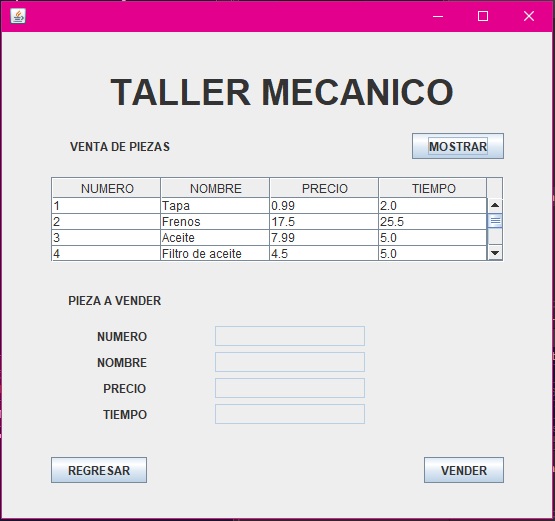 TALLER MECANICO
VENTA DE PIEZAS MOSTRAR
NUMERO NOMBRE PRECIO TIEMPO
1 Tapa 0.99 2.0
2 Frenos 17.5 25.5
3 Aceite 7.99 5.0
4 Filtro de aceite 4.5 5.0
PIEZA A VENDER
NUMERO
NOMBRE
PRECIO
TIEMPO
REGRESAR VENDER